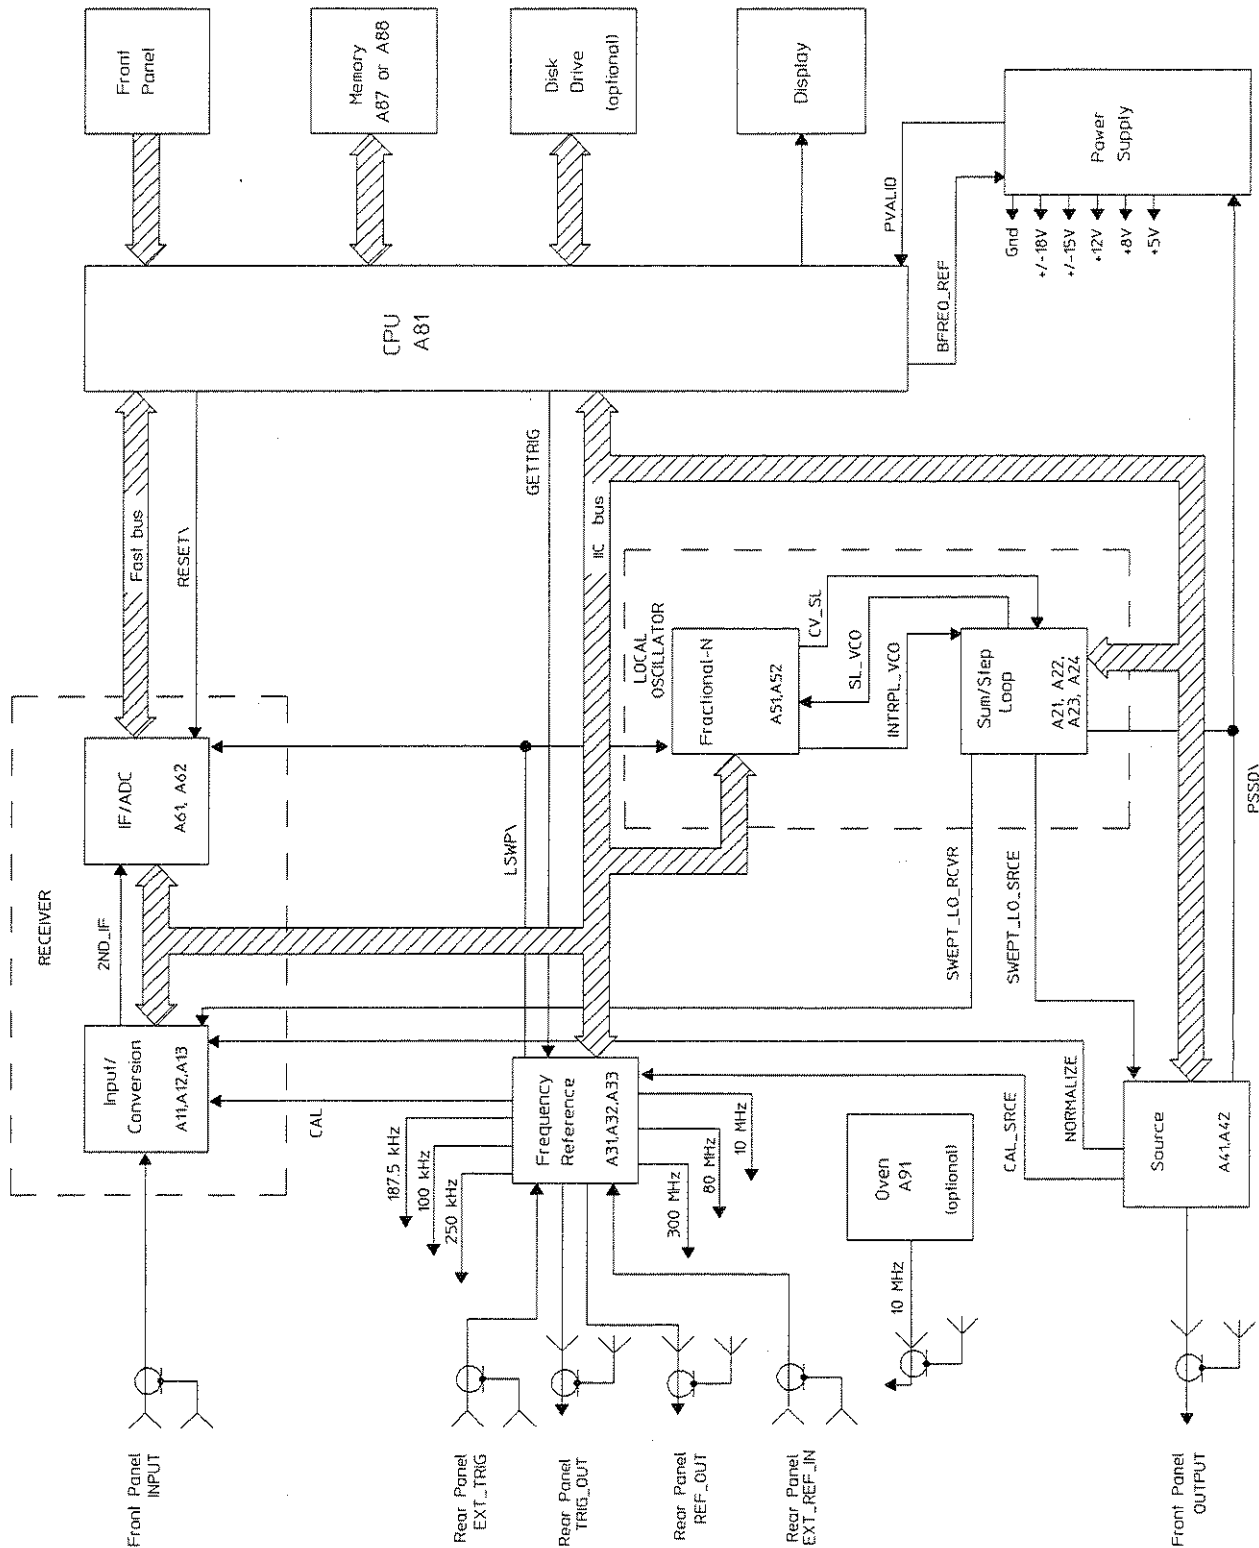 Front
Panel
Memory
A87 or A88
Disk
Drive
(optional)
Display
Power
Supply
PVALID
BFREQ_REF
Gnd
+/-18V
+/-15V
+12V
+8V
+5V
CPU
A81
Fast bus
RESET\
GETTRIG
IIC bus
RECEIVER
IF/ADC
A61, A62
2ND_IF
Input/
Conversion
A11,A12,A13
LSWP\
LOCAL
OSCILLATOR
Fractional-N
A51,A52
CV_SL
SL_VCO
INTRPL_VCO
Sum/Step
Loop
A21, A22,
A23, A24
SWEPT_LO_RCVR
SWEPT_LO_SRCE
PSSQ\
CAL
187.5 kHz
100 kHz
250 kHz
Frequency
Reference
A31,A32,A33
10 MHz
80 MHz
300 MHz
CAL_SRCE
NORMALIZE
Oven
A91
(optional)
10 MHz
Source
A41,A42
Front Panel
INPUT
Rear Panel
EXT_TRIG
Rear Panel
TRIG_OUT
Rear Panel
REF_OUT
Rear Panel
EXT_REF_IN
Front Panel
OUTPUT